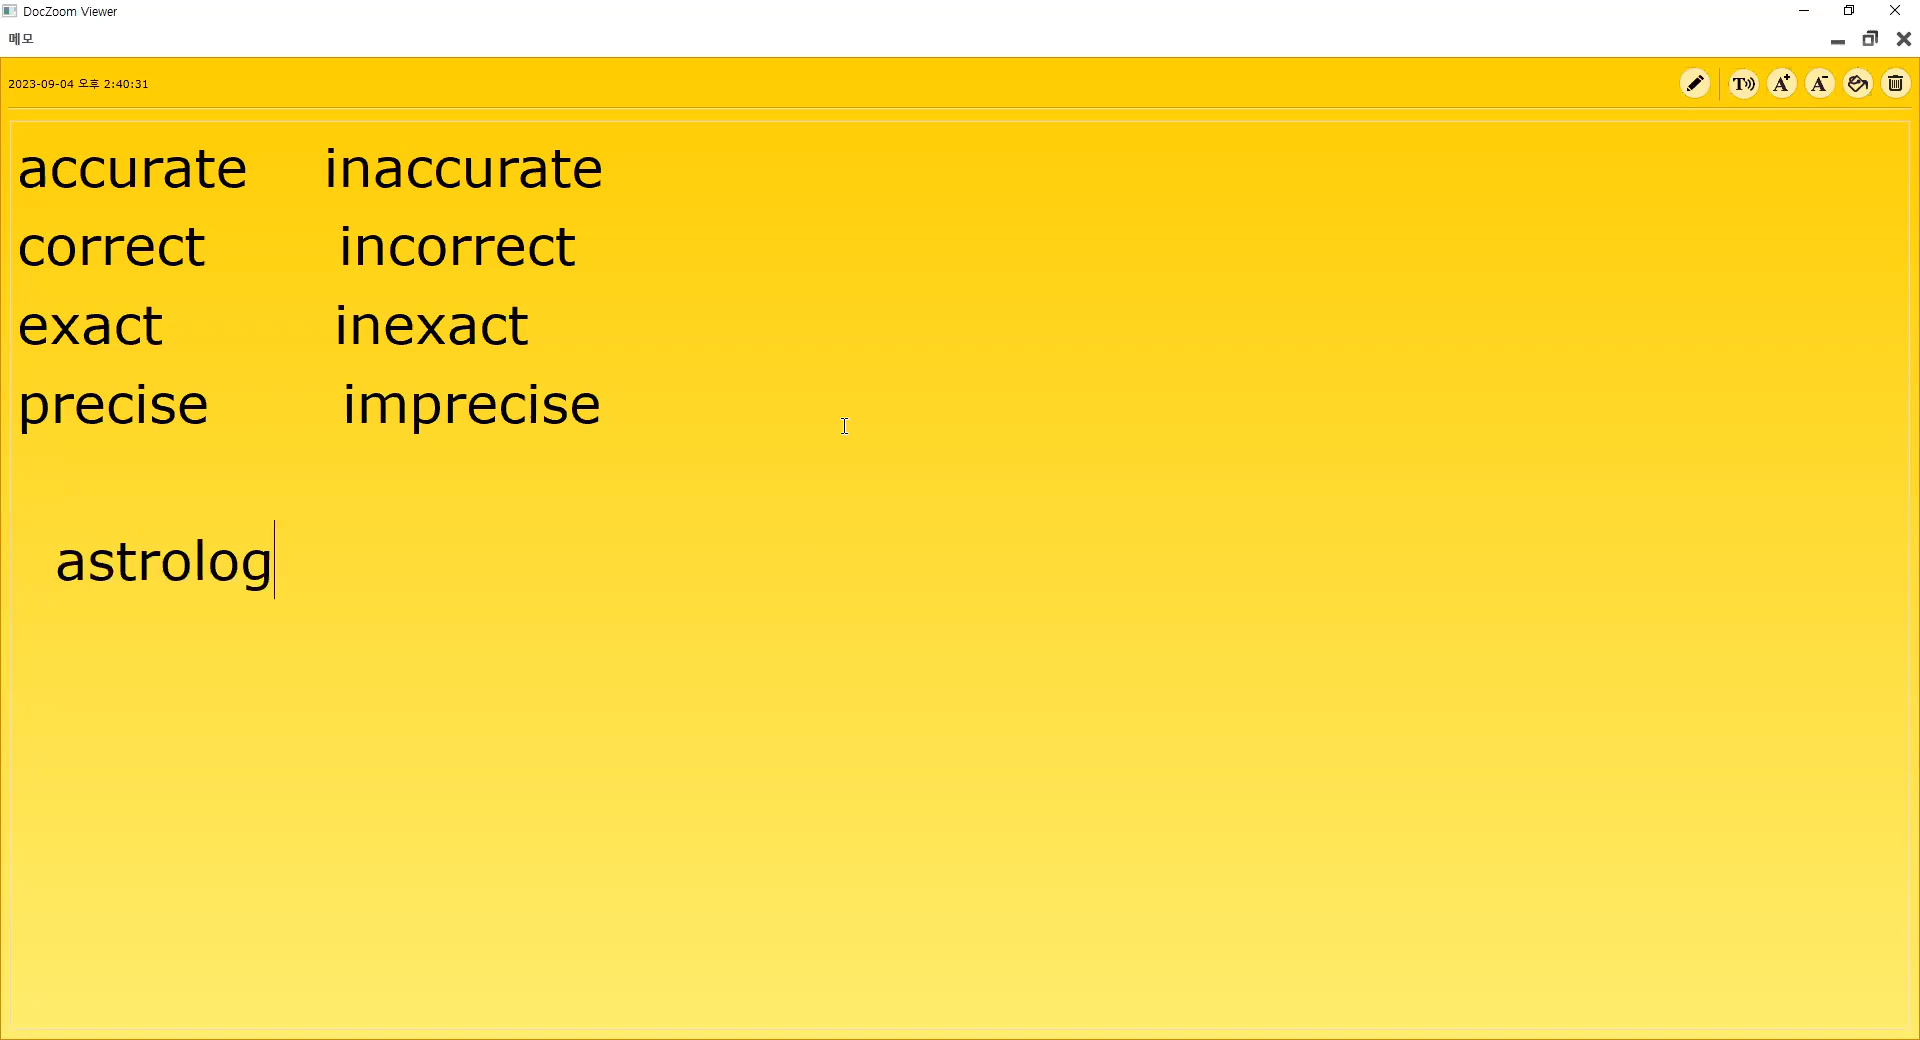 DocZoom Viewer
메모
2023-09-04 오후 2:40:31
T A+ A-
accurate inaccurate
correct incorrect
exact inexact
precise imprecise
astrolog